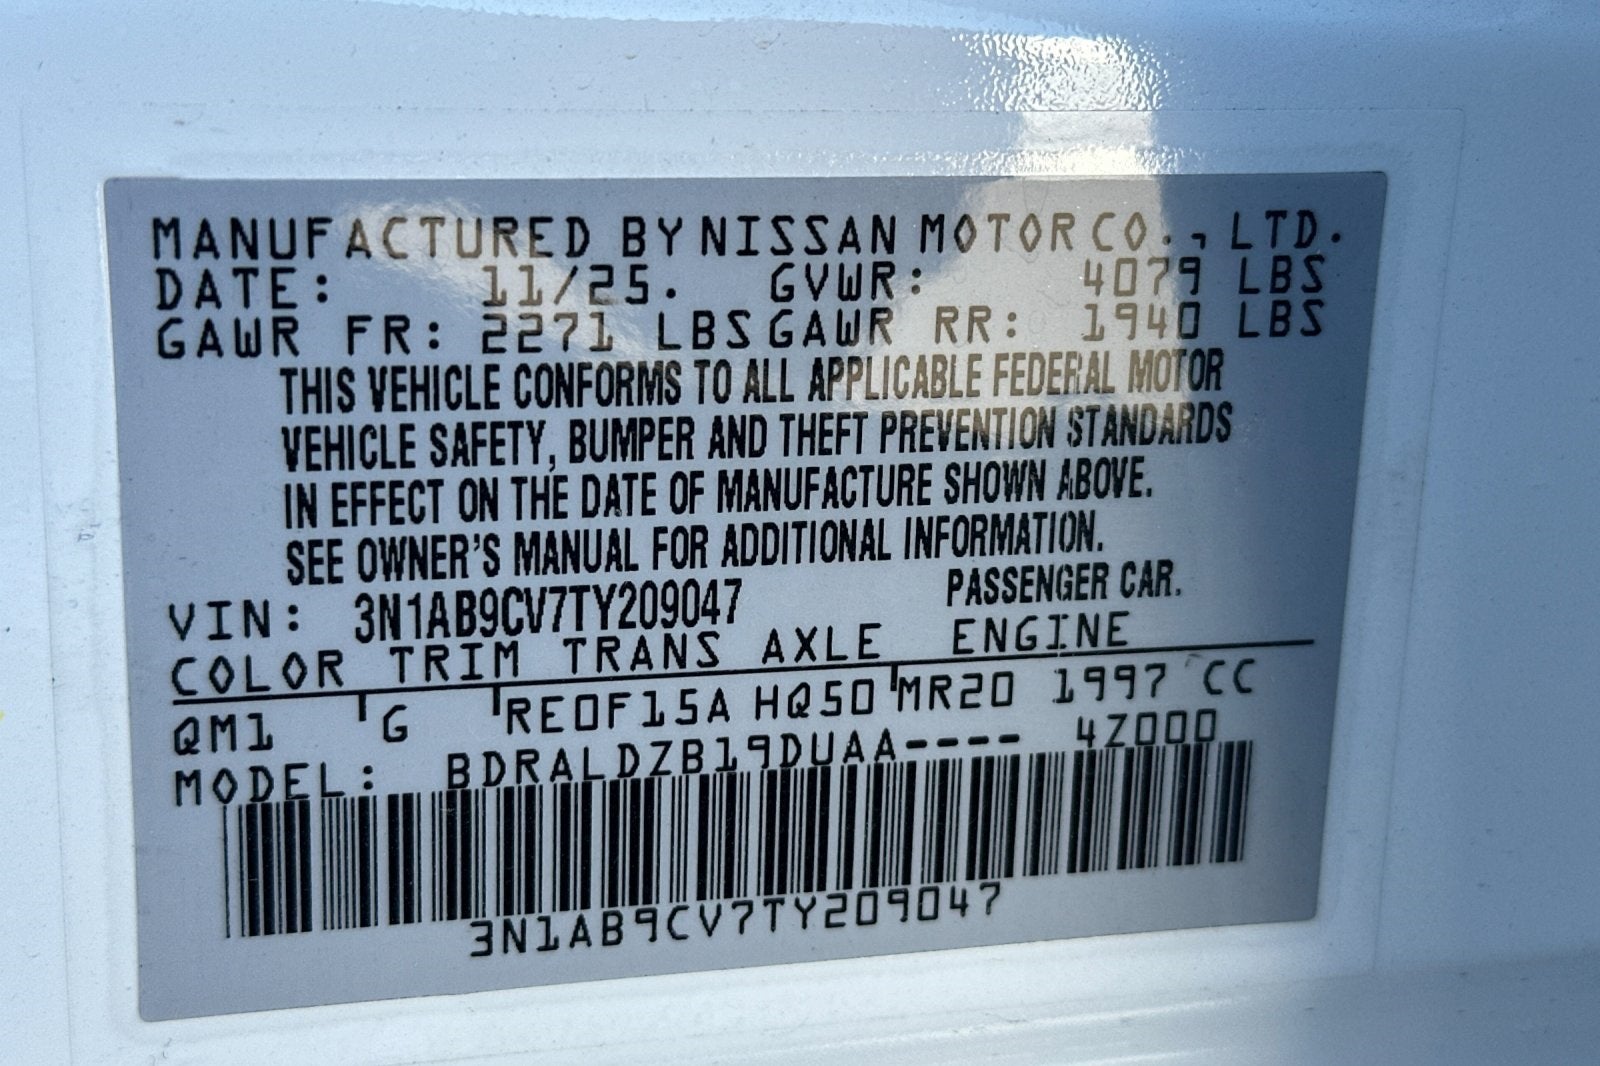 MANUFACTURED BY NISSAN MOTOR CO., LTD.
DATE: 11/25. GVWR: 4079 LBS
GAWR FR: 2271 LBS GAWR RR: 1940 LBS
THIS VEHICLE CONFORMS TO ALL APPLICABLE FEDERAL MOTOR
VEHICLE SAFETY, BUMPER AND THEFT PREVENTION STANDARDS
IN EFFECT ON THE DATE OF MANUFACTURE SHOWN ABOVE.
SEE OWNER'S MANUAL FOR ADDITIONAL INFORMATION.
VIN: 3N1AB9CV7TY209047 PASSENGER CAR.
COLOR TRIM TRANS AXLE ENGINE
QM1 G RE0F15A HQ50 MR20 1997 CC
MODEL: BDRALDZB19DUAA---- 4Z000
3N1AB9CV7TY209047